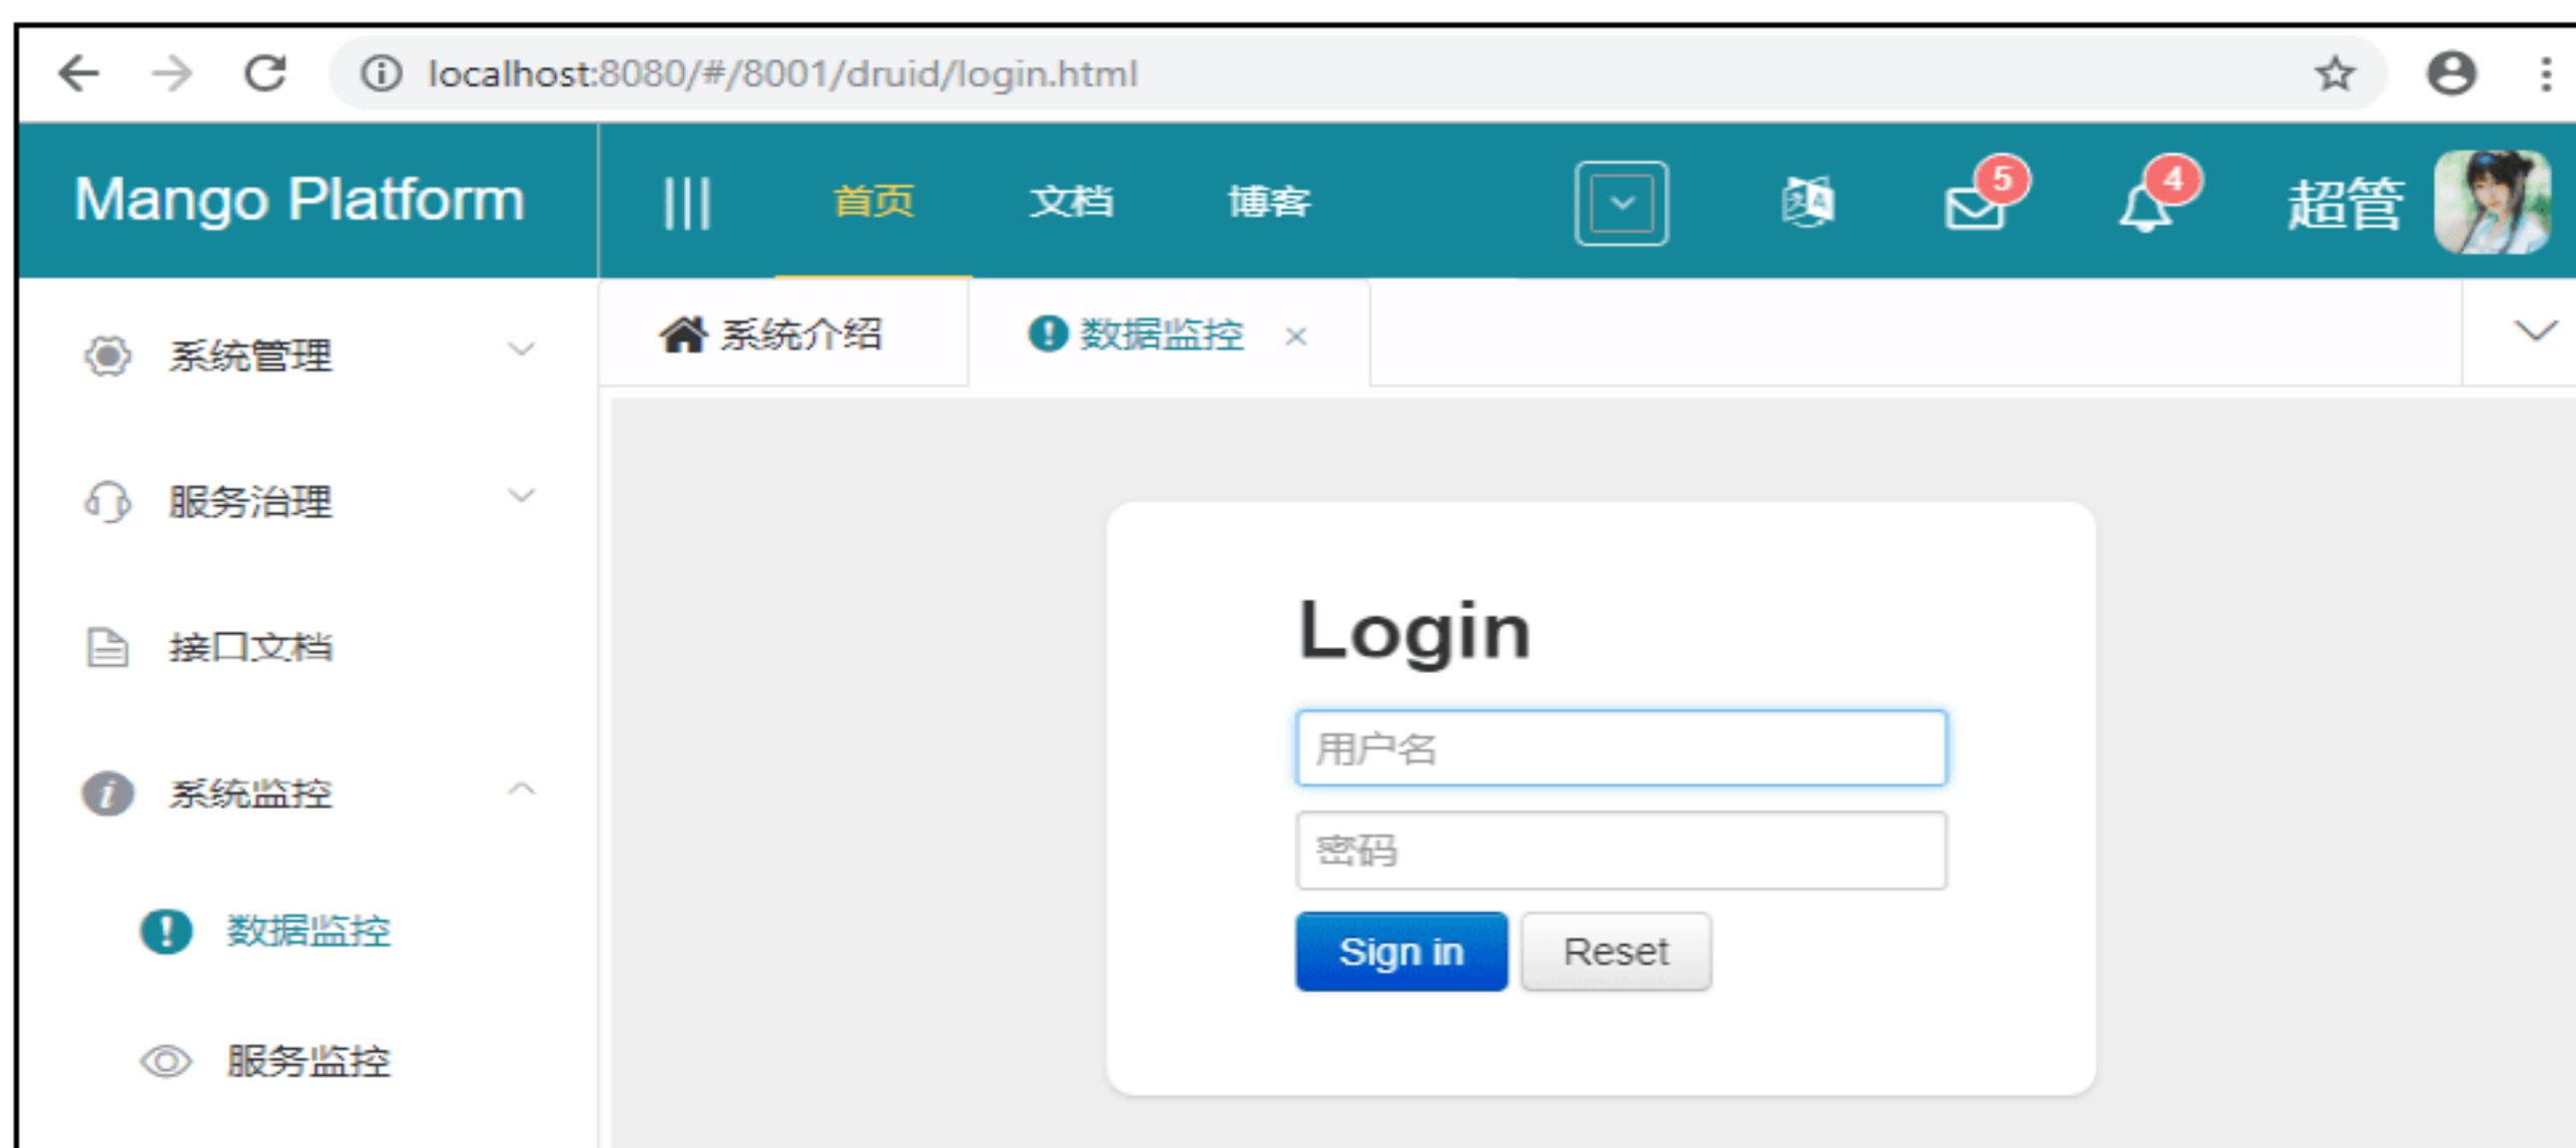 localhost:8080/#/8001/druid/login.html
Mango Platform 首页 文档 博客 5 4 超管
系统管理 系统介绍 数据监控 ×
服务治理
接口文档
系统监控
数据监控
服务监控
Login
用户名
密码
Sign in Reset